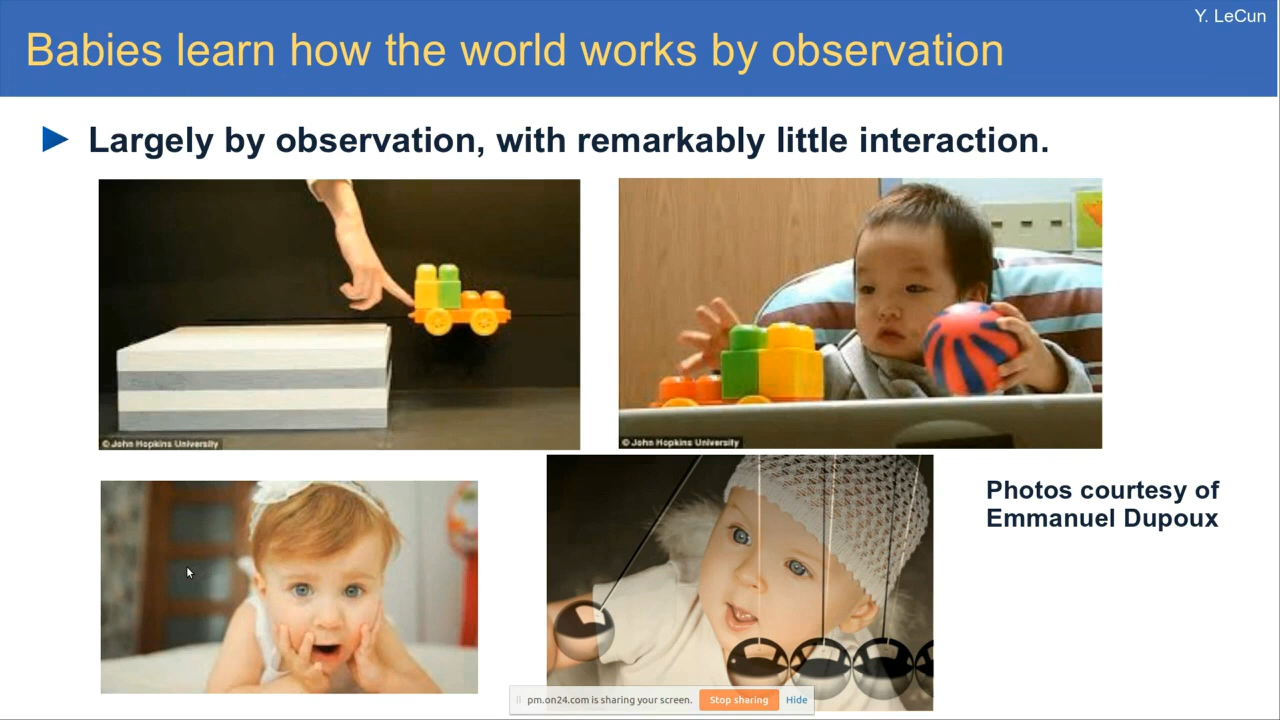 Y. LeCun
Babies learn how the world works by observation
► Largely by observation, with remarkably little interaction.
© John Hopkins University
© John Hopkins University
Photos courtesy of
Emmanuel Dupoux
pm.on24.com is sharing your screen. Stop sharing Hide